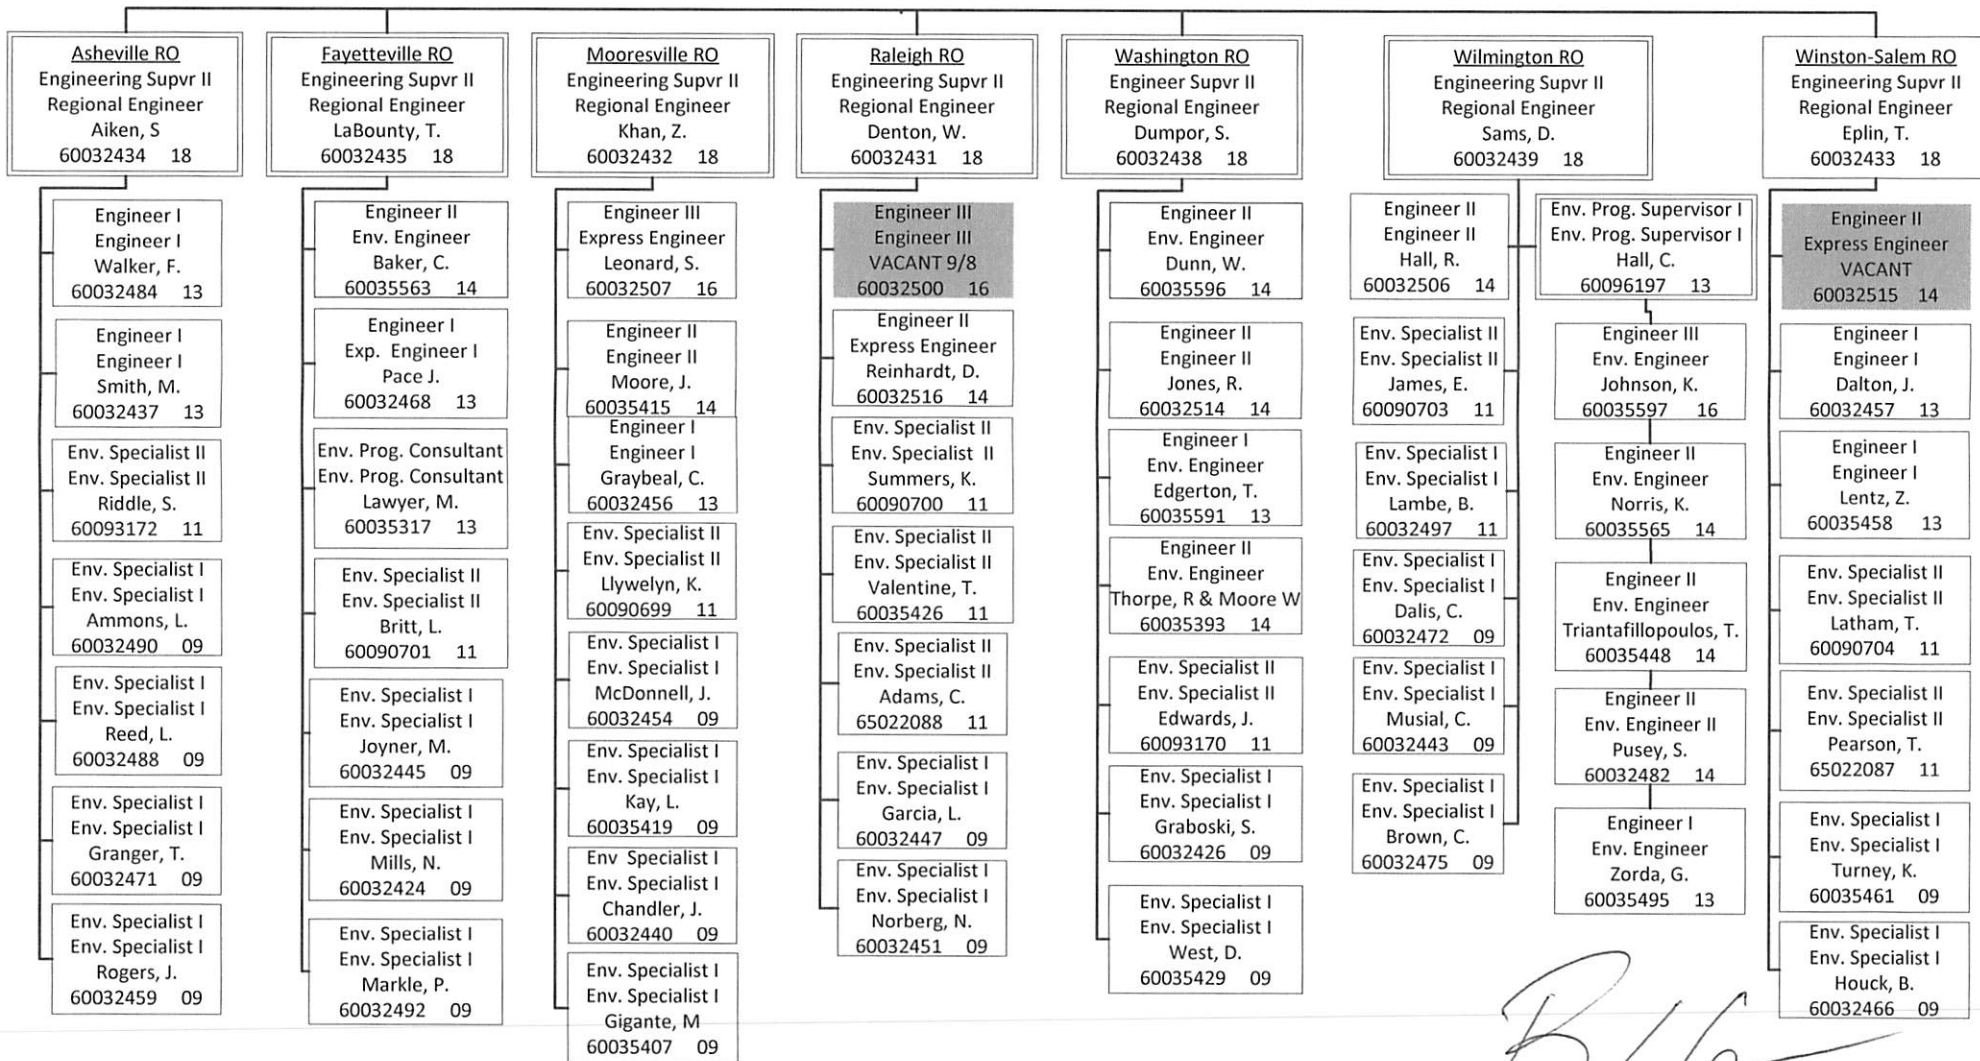 Asheville RO
Engineering Supvr II
Regional Engineer
Aiken, S
60032434 18
Engineer I
Engineer I
Walker, F.
60032484 13
Engineer I
Engineer I
Smith, M.
60032437 13
Env. Specialist II
Env. Specialist II
Riddle, S.
60093172 11
Env. Specialist I
Env. Specialist I
Ammons, L.
60032490 09
Env. Specialist I
Env. Specialist I
Reed, L.
60032488 09
Env. Specialist I
Env. Specialist I
Granger, T.
60032471 09
Env. Specialist I
Env. Specialist I
Rogers, J.
60032459 09
Fayetteville RO
Engineering Supvr II
Regional Engineer
LaBounty, T.
60032435 18
Engineer II
Env. Engineer
Baker, C.
60035563 14
Engineer I
Exp. Engineer I
Pace J.
60032468 13
Env. Prog. Consultant
Env. Prog. Consultant
Lawyer, M.
60035317 13
Env. Specialist II
Env. Specialist II
Britt, L.
60090701 11
Env. Specialist I
Env. Specialist I
Joyner, M.
60032445 09
Env. Specialist I
Env. Specialist I
Mills, N.
60032424 09
Env. Specialist I
Env. Specialist I
Markle, P.
60032492 09
Mooresville RO
Engineering Supvr II
Regional Engineer
Khan, Z.
60032432 18
Engineer III
Express Engineer
Leonard, S.
60032507 16
Engineer II
Engineer II
Moore, J.
60035415 14
Engineer I
Engineer I
Graybeal, C.
60032456 13
Env. Specialist II
Env. Specialist II
Llywelyn, K.
60090699 11
Env. Specialist I
Env. Specialist I
McDonnell, J.
60032454 09
Env. Specialist I
Env. Specialist I
Kay, L.
60035419 09
Env Specialist I
Env. Specialist I
Chandler, J.
60032440 09
Env. Specialist I
Env. Specialist I
Gigante, M
60035407 09
Raleigh RO
Engineering Supvr II
Regional Engineer
Denton, W.
60032431 18
Engineer III
Engineer III
VACANT 9/8
60032500 16
Engineer II
Express Engineer
Reinhardt, D.
60032516 14
Env. Specialist II
Env. Specialist II
Summers, K.
60090700 11
Env. Specialist II
Env. Specialist II
Valentine, T.
60035426 11
Env. Specialist II
Env. Specialist II
Adams, C.
65022088 11
Env. Specialist I
Env. Specialist I
Garcia, L.
60032447 09
Env. Specialist I
Env. Specialist I
Norberg, N.
60032451 09
Washington RO
Engineer Supvr II
Regional Engineer
Dumpor, S.
60032438 18
Engineer II
Env. Engineer
Dunn, W.
60035596 14
Engineer II
Engineer II
Jones, R.
60032514 14
Engineer I
Env. Engineer
Edgerton, T.
60035591 13
Engineer II
Env. Engineer
Thorpe, R & Moore W
60035393 14
Env. Specialist II
Env. Specialist II
Edwards, J.
60093170 11
Env. Specialist I
Env. Specialist I
Graboski, S.
60032426 09
Env. Specialist I
Env. Specialist I
West, D.
60035429 09
Wilmington RO
Engineering Supvr II
Regional Engineer
Sams, D.
60032439 18
Engineer II
Engineer II
Hall, R.
60032506 14
Env. Specialist II
Env. Specialist II
James, E.
60090703 11
Env. Specialist I
Env. Specialist I
Lambe, B.
60032497 11
Env. Specialist I
Env. Specialist I
Dalis, C.
60032472 09
Env. Specialist I
Env. Specialist I
Musial, C.
60032443 09
Env. Specialist I
Env. Specialist I
Brown, C.
60032475 09
Env. Prog. Supervisor I
Env. Prog. Supervisor I
Hall, C.
60096197 13
Engineer III
Env. Engineer
Johnson, K.
60035597 16
Engineer II
Env. Engineer
Norris, K.
60035565 14
Engineer II
Env. Engineer
Triantafillopoulos, T.
60035448 14
Engineer II
Env. Engineer II
Pusey, S.
60032482 14
Engineer I
Env. Engineer
Zorda, G.
60035495 13
Winston-Salem RO
Engineering Supvr II
Regional Engineer
Eplin, T.
60032433 18
Engineer II
Express Engineer
VACANT
60032515 14
Engineer I
Engineer I
Dalton, J.
60032457 13
Engineer I
Engineer I
Lentz, Z.
60035458 13
Env. Specialist II
Env. Specialist II
Latham, T.
60090704 11
Env. Specialist II
Env. Specialist II
Pearson, T.
65022087 11
Env. Specialist I
Env. Specialist I
Turney, K.
60035461 09
Env. Specialist I
Env. Specialist I
Houck, B.
60032466 09